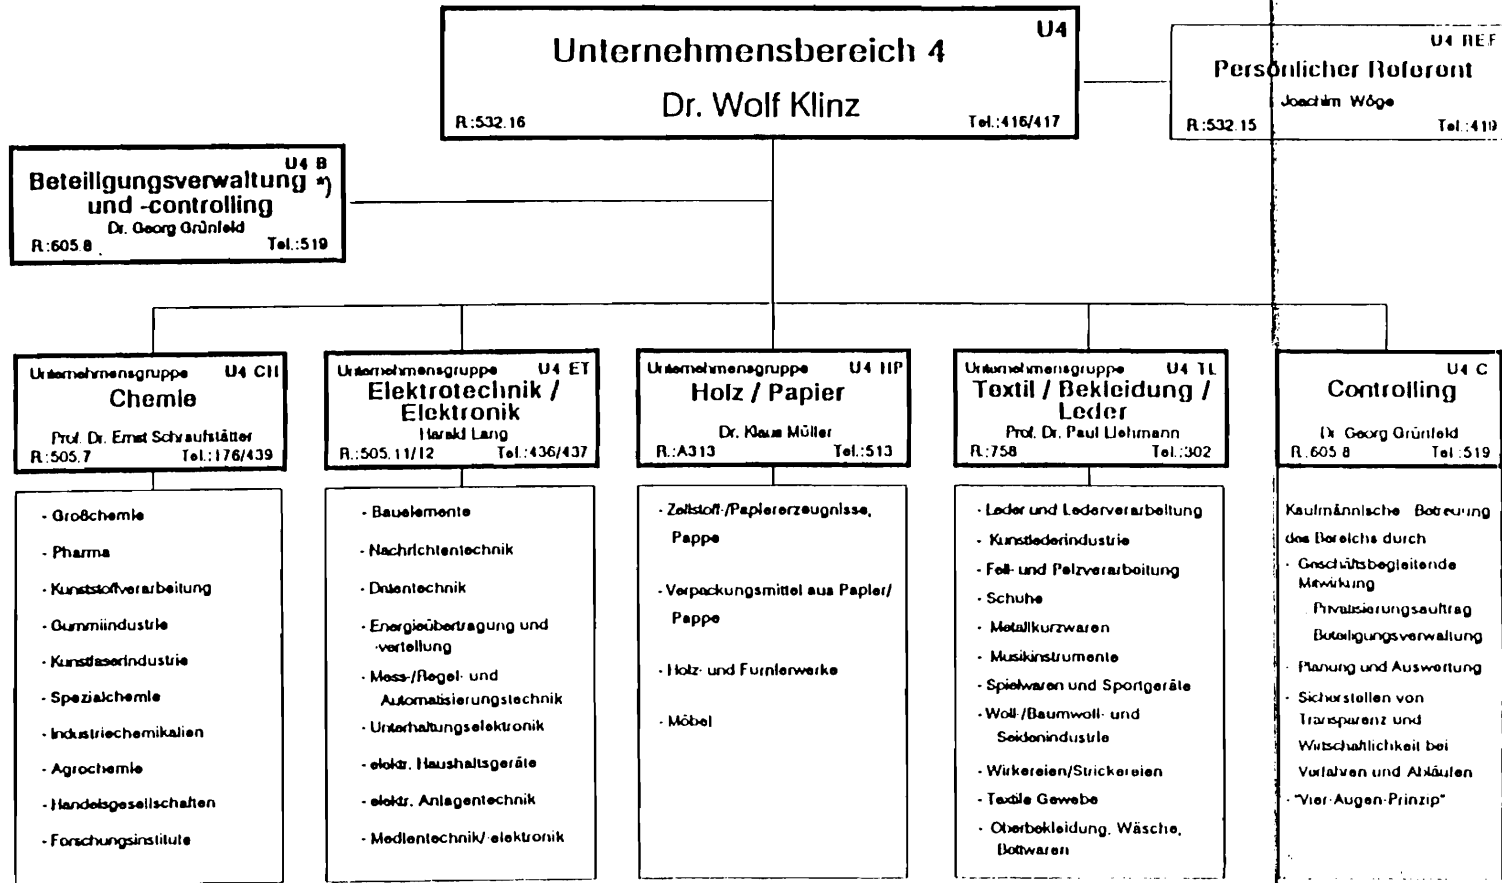 U4
Unternehmensbereich 4
Dr. Wolf Klinz
R.:532.16 Tel.:416/417
U4 REF
Persönlicher Referent
Joachim Wöge
R.:532.15 Tel.:419
U4 B
Beteiligungsverwaltung *)
und -controlling
Dr. Georg Grünfeld
R.:605.8 Tel.:519
Unternehmensgruppe U4 CH
Chemie
Prof. Dr. Ernst Schraufstätter
R.:505.7 Tel.:176/439
- Großchemie
- Pharma
- Kunststoffverarbeitung
- Gummiindustrie
- Kunstfaserindustrie
- Spezialchemie
- Industriechemikalien
- Agrochemie
- Handelsgesellschaften
- Forschungsinstitute
Unternehmensgruppe U4 ET
Elektrotechnik /
Elektronik
Harald Lang
R.:505.11/12 Tel.:436/437
- Bauelemente
- Nachrichtentechnik
- Datentechnik
- Energieübertragung und
-verteilung
- Mess-/Regel- und
Automatisierungstechnik
- Unterhaltungselektronik
- elektr. Haushaltsgeräte
- elektr. Anlagentechnik
- Medientechnik/-elektronik
Unternehmensgruppe U4 HP
Holz / Papier
Dr. Klaus Müller
R.:A313 Tel.:513
- Zellstoff-/Papiererzeugnisse,
Pappe
- Verpackungsmittel aus Papier/
Pappe
- Holz- und Furnierwerke
- Möbel
Unternehmensgruppe U4 TL
Textil / Bekleidung /
Leder
Prof. Dr. Paul Liehmann
R.:758 Tel.:302
- Leder und Lederverarbeitung
- Kunstlederindustrie
- Fell- und Pelzverarbeitung
- Schuhe
- Metallkurzwaren
- Musikinstrumente
- Spielwaren und Sportgeräte
- Woll-/Baumwoll- und
Seidenindustrie
- Wirkereien/Strickereien
- Textile Gewebe
- Oberbekleidung, Wäsche,
Bettwaren
U4 C
Controlling
Dr. Georg Grünfeld
R.:605.8 Tel.:519
Kaufmännische Betreuung
des Bereichs durch
- Geschäftsbegleitende
Mitwirkung
Privatisierungsauftrag
Beteiligungsverwaltung
- Planung und Auswertung
- Sicherstellen von
Transparenz und
Wirtschaftlichkeit bei
Verfahren und Abläufen
- "Vier-Augen-Prinzip"